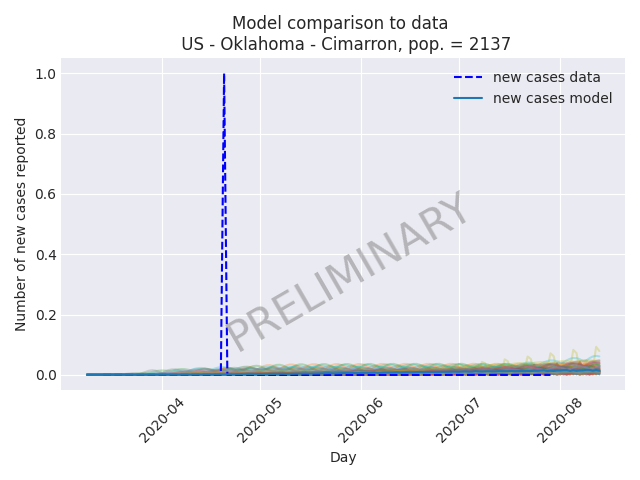 Model comparison to data
US - Oklahoma - Cimarron, pop. = 2137
new cases data
new cases model
1.0
0.8
0.6
0.4
0.2
0.0
Number of new cases reported
PRELIMINARY
2020-04
2020-05
2020-06
2020-07
2020-08
Day